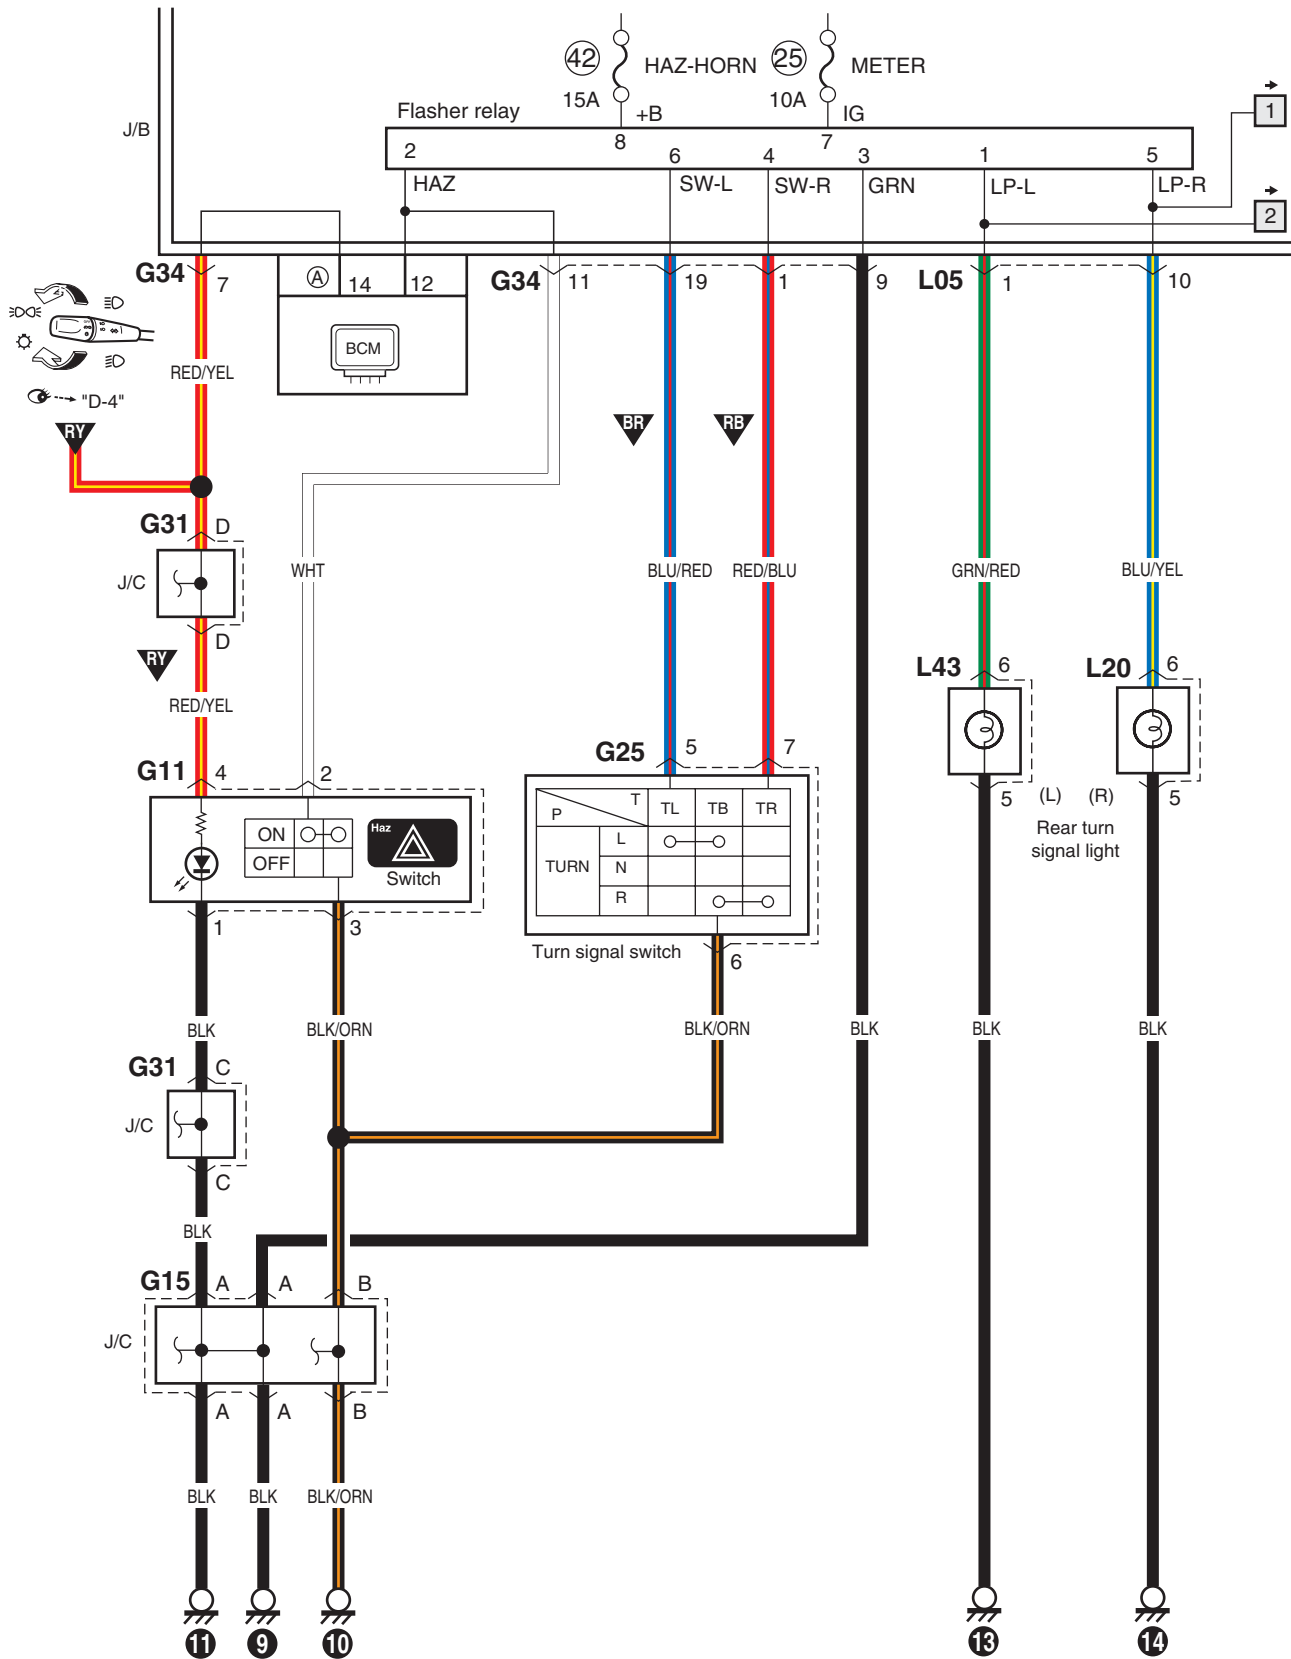 42 HAZ-HORN 25 METER
15A 10A
+B IG
1
J/B Flasher relay
2 8 6 4 7 3 1 5
HAZ SW-L SW-R GRN LP-L LP-R
2
G34 7 A 14 12 G34 11 19 1 9 L05 1 10
BCM
RED/YEL
"D-4"
RY BR RB
G31 D
J/C WHT BLU/RED RED/BLU GRN/RED BLU/YEL
D
RY
RED/YEL
L43 6 L20 6
G11 4 2 G25 5 7
5 (L) (R) 5
Rear turn
signal light
ON
OFF
Haz
Switch
T
P TL TB TR
L
TURN N
R
1 3
Turn signal switch 6
BLK BLK/ORN BLK/ORN BLK BLK BLK
G31 C
J/C
C
BLK
G15 A A B
J/C
A A B
BLK BLK BLK/ORN
11 9 10 13 14